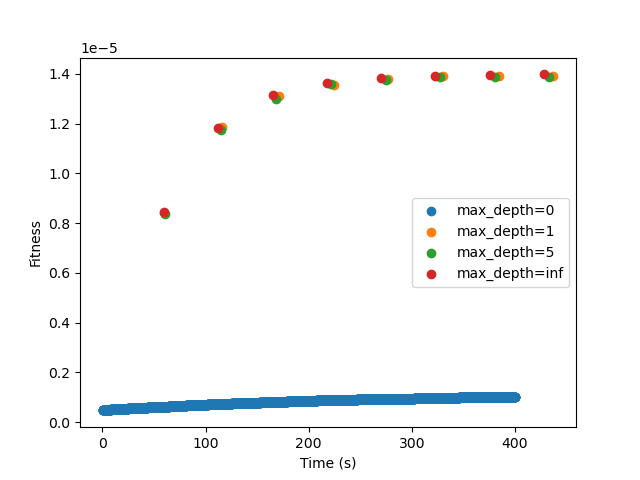 1e−5
1.4
1.2
1.0
0.8
0.6
0.4
0.2
0.0
Fitness
max_depth=0
max_depth=1
max_depth=5
max_depth=inf
0 100 200 300 400
Time (s)